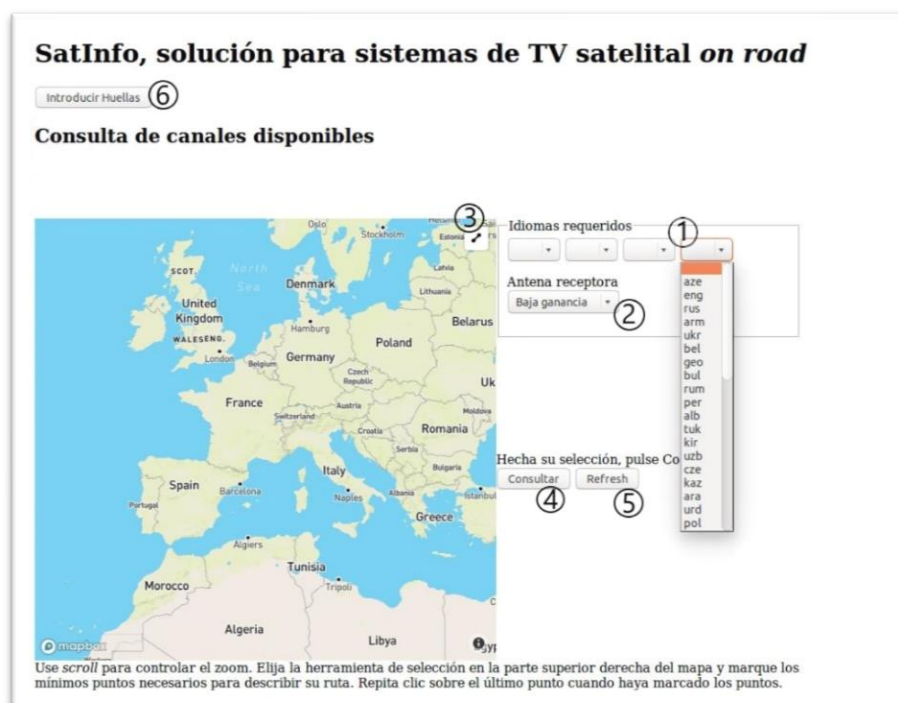 SatInfo, solución para sistemas de TV satelital on road
Introducir Huellas 6
Consulta de canales disponibles
3
1
Idiomas requeridos
Antena receptora
Baja ganancia
2
aze
eng
rus
arm
ukr
bel
geo
bul
rum
per
alb
tuk
kir
uzb
cze
kaz
ara
urd
pol
Hecha su selección, pulse Co
Consultar Refresh
4 5
Oslo
Stockholm
Estonia
SCOT.
North
Sea
Latvia
Denmark
Lithuania
United
Kingdom
WALES ENG.
Hamburg
Belarus
London
Poland
Belgium
Germany
Czech
Republic
Uk
France
Austria
Switzerland
Moldova
Croatia
Romania
Serbia
Italy
Bulgaria
Spain
Barcelona
Portugal
Naples
Albania
Istanbul
Greece
Algiers
Tunisia
Morocco
Tripoli
Algeria
Libya
Egyp
mapbox
Use scroll para controlar el zoom. Elija la herramienta de selección en la parte superior derecha del mapa y marque los
mínimos puntos necesarios para describir su ruta. Repita clic sobre el último punto cuando haya marcado los puntos.